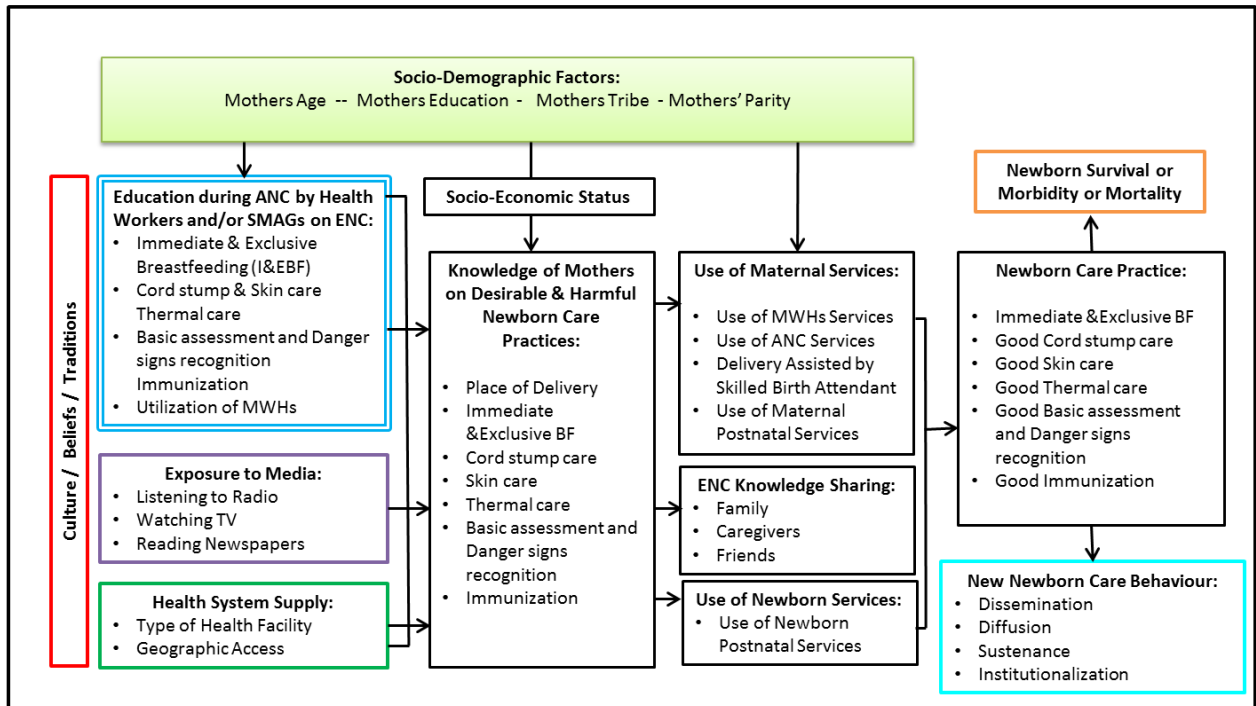 Socio-Demographic Factors:
Mothers Age -- Mothers Education - Mothers Tribe - Mothers' Parity
Culture / Beliefs / Traditions
Education during ANC by Health
Workers and/or SMAGs on ENC:
• Immediate & Exclusive
Breastfeeding (I&EBF)
• Cord stump & Skin care
Thermal care
• Basic assessment and Danger
signs recognition
Immunization
• Utilization of MWHs
Exposure to Media:
• Listening to Radio
• Watching TV
• Reading Newspapers
Health System Supply:
• Type of Health Facility
• Geographic Access
Socio-Economic Status
Knowledge of Mothers
on Desirable & Harmful
Newborn Care
Practices:
• Place of Delivery
• Immediate
&Exclusive BF
• Cord stump care
• Skin care
• Thermal care
• Basic assessment and
Danger signs
recognition
• Immunization
Use of Maternal Services:
• Use of MWHs Services
• Use of ANC Services
• Delivery Assisted by
Skilled Birth Attendant
• Use of Maternal
Postnatal Services
ENC Knowledge Sharing:
• Family
• Caregivers
• Friends
Use of Newborn Services:
• Use of Newborn
Postnatal Services
Newborn Survival or
Morbidity or Mortality
Newborn Care Practice:
• Immediate &Exclusive BF
• Good Cord stump care
• Good Skin care
• Good Thermal care
• Good Basic assessment
and Danger signs
recognition
• Good Immunization
New Newborn Care Behaviour:
• Dissemination
• Diffusion
• Sustenance
• Institutionalization